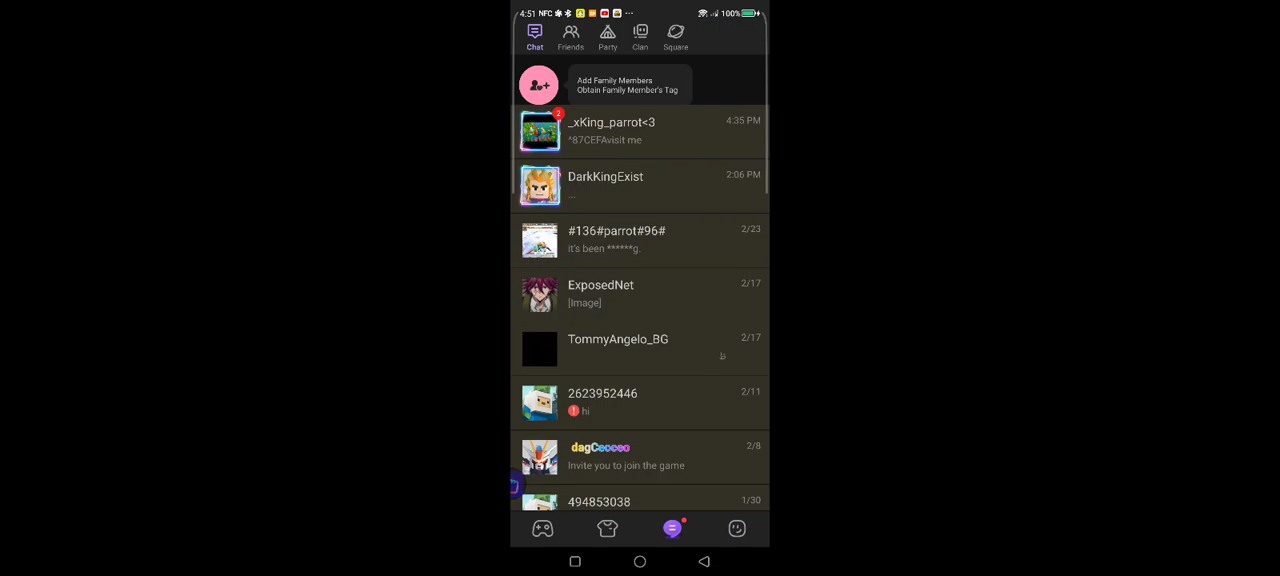 4:51 NFC
100%
Chat
Friends
Party
Clan
Square
Add Family Members
Obtain Family Member's Tag
2
_xKing_parrot<3
4:35 PM
^87CEFAvisit me
DarkKingExist
2:06 PM
...
#136#parrot#96#
2/23
it's been ******g.
ExposedNet
2/17
[Image]
TommyAngelo_BG
2/17
ظ
2623952446
2/11
hi
dagCeocceo
2/8
Invite you to join the game
494853038
1/30